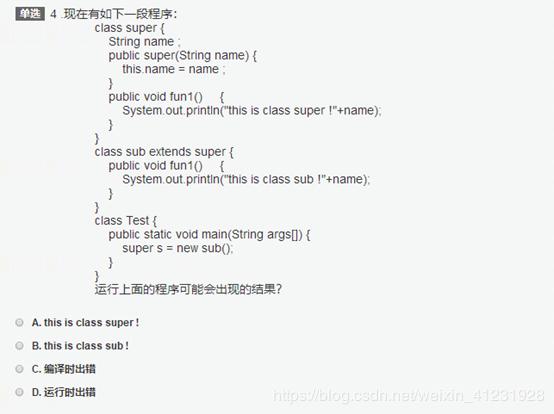 单选 4 .现在有如下一段程序：
class super {
String name ;
public super(String name) {
this.name = name ;
}
public void fun1() {
System.out.println("this is class super !"+name);
}
}
class sub extends super {
public void fun1() {
System.out.println("this is class sub !"+name);
}
}
class Test {
public static void main(String args[]) {
super s = new sub();
}
}
运行上面的程序可能会出现的结果?
A. this is class super !
B. this is class sub !
C. 编译时出错
D. 运行时出错
https://blog.csdn.net/weixin_41231928